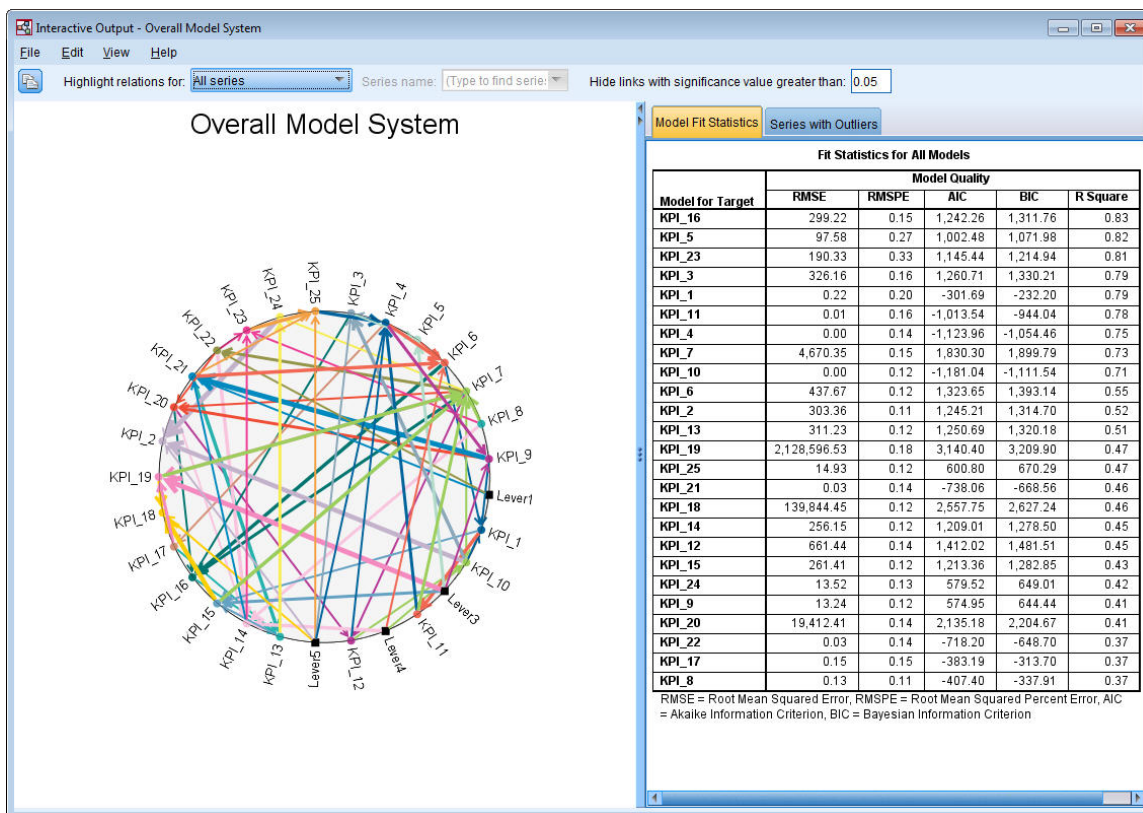 Interactive Output - Overall Model System
File Edit View Help
Highlight relations for: All series Series name: (Type to find serie: Hide links with significance value greater than: 0.05
Overall Model System
KPI_3
KPI_4
KPI_5
KPI_6
KPI_7
KPI_8
KPI_9
Lever1
KPI_1
KPI_10
Lever3
KPI_11
Lever4
KPI_12
Lever5
KPI_13
KPI_14
KPI_15
KPI_16
KPI_17
KPI_18
KPI_19
KPI_2
KPI_20
KPI_21
KPI_22
KPI_23
KPI_24
KPI_25
Model Fit Statistics Series with Outliers
Fit Statistics for All Models
Model Quality
Model for Target RMSE RMSPE AIC BIC R Square
KPI_16 299.22 0.15 1,242.26 1,311.76 0.83
KPI_5 97.58 0.27 1,002.48 1,071.98 0.82
KPI_23 190.33 0.33 1,145.44 1,214.94 0.81
KPI_3 326.16 0.16 1,260.71 1,330.21 0.79
KPI_1 0.22 0.20 -301.69 -232.20 0.79
KPI_11 0.01 0.16 -1,013.54 -944.04 0.78
KPI_4 0.00 0.14 -1,123.96 -1,054.46 0.75
KPI_7 4,670.35 0.15 1,830.30 1,899.79 0.73
KPI_10 0.00 0.12 -1,181.04 -1,111.54 0.71
KPI_6 437.67 0.12 1,323.65 1,393.14 0.55
KPI_2 303.36 0.11 1,245.21 1,314.70 0.52
KPI_13 311.23 0.12 1,250.69 1,320.18 0.51
KPI_19 2,128,596.53 0.18 3,140.40 3,209.90 0.47
KPI_25 14.93 0.12 600.80 670.29 0.47
KPI_21 0.03 0.14 -738.06 -668.56 0.46
KPI_18 139,844.45 0.12 2,557.75 2,627.24 0.46
KPI_14 256.15 0.12 1,209.01 1,278.50 0.45
KPI_12 661.44 0.14 1,412.02 1,481.51 0.45
KPI_15 261.41 0.12 1,213.36 1,282.85 0.43
KPI_24 13.52 0.13 579.52 649.01 0.42
KPI_9 13.24 0.12 574.95 644.44 0.41
KPI_20 19,412.41 0.14 2,135.18 2,204.67 0.41
KPI_22 0.03 0.14 -718.20 -648.70 0.37
KPI_17 0.15 0.15 -383.19 -313.70 0.37
KPI_8 0.13 0.11 -407.40 -337.91 0.37
RMSE = Root Mean Squared Error, RMSPE = Root Mean Squared Percent Error, AIC
= Akaike Information Criterion, BIC = Bayesian Information Criterion